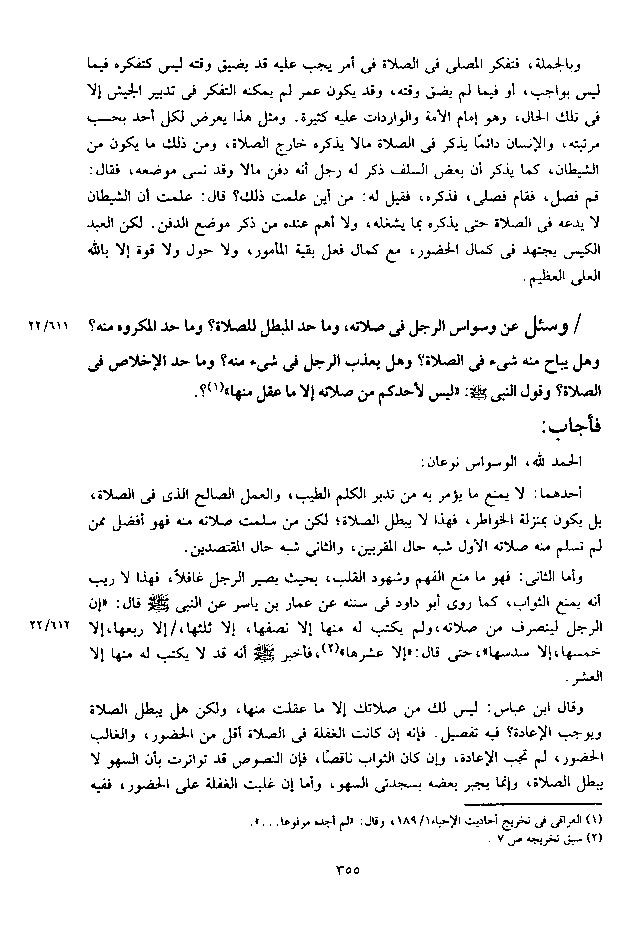 وبالجملة، فتفكر المصلى فى الصلاة فى أمر يجب عليه قد يضيق وقته ليس كتفكره فيما
ليس بواجب، أو فيما لم يضق وقته، وقد يكون عمر لم يمكنه التفكر فى تدبير الجيش إلا
فى تلك الحال، وهو إمام الأمة والواردات عليه كثيرة. ومثل هذا يعرض لكل أحد بحسب
مرتبته، والإنسان دائمًا يذكر فى الصلاة مالا يذكره خارج الصلاة، ومن ذلك ما يكون من
الشيطان، كما يذكر أن بعض السلف ذكر له رجل أنه دفن مالا وقد نسى موضعه، فقال:
قم فصل، فقام فصلى، فذكره، فقيل له: من أين علمت ذلك؟ قال: علمت أن الشيطان
لا يدعه فى الصلاة حتى يذكره بما يشغله، ولا أهم عنده من ذكر موضع الدفن. لكن العبد
الكيس يجتهد فى كمال الحضور، مع كمال فعل بقية المأمور، ولا حول ولا قوة إلا بالله
العلى العظيم.
/ وسئل عن وسواس الرجل فى صلاته، وما حد المبطل للصلاة؟ وما حد المكروه منه؟ ٢٢/٦١١
وهل يباح منه شىء فى الصلاة؟ وهل يعذب الرجل فى شىء منه؟ وما حد الإخلاص فى
الصلاة؟ وقول النبى ﷺ: «ليس لأحدكم من صلاته إلا ما عقل منها»(١)؟.
فأجاب:
الحمد لله، الوسواس نوعان:
أحدهما: لا يمنع ما يؤمر به من تدبر الكلم الطيب، والعمل الصالح الذى فى الصلاة،
بل يكون بمنزلة الخواطر، فهذا لا يبطل الصلاة؛ لكن من سلمت صلاته منه فهو أفضل ممن
لم تسلم منه صلاته الأول شبه حال المقربين، والثانى شبه حال المقتصدين.
وأما الثانى: فهو ما منع الفهم وشهود القلب، بحيث يصير الرجل غافلاً، فهذا لا ريب
أنه يمنع الثواب، كما روى أبو داود فى سننه عن عمار بن ياسر عن النبى ﷺ قال: «إن
الرجل لينصرف من صلاته،ولم يكتب له منها إلا نصفها، إلا ثلثها،/إلا ربعها،إلا ٢٢/٦١٢
خمسها،إلا سدسها»، حتى قال:«إلا عشرها»(٢)،فأخبر ﷺ أنه قد لا يكتب له منها إلا
العشر.
وقال ابن عباس: ليس لك من صلاتك إلا ما عقلت منها، ولكن هل يبطل الصلاة
ويوجب الإعادة؟ فيه تفصيل. فإنه إن كانت الغفلة فى الصلاة أقل من الحضور، والغالب
الحضور، لم تجب الإعادة، وإن كان الثواب ناقصًا، فإن النصوص قد تواترت بأن السهو لا
يبطل الصلاة، وإنما يجبر بعضه بسجدتى السهو، وأما إن غلبت الغفلة على الحضور، ففيه
(١) العراقى فى تخريج أحاديث الإحياء١/ ١٨٩، وقال: «لم أجده مرفوعا...».
(٢) سبق تخريجه ص ٧ .
٣٥٥